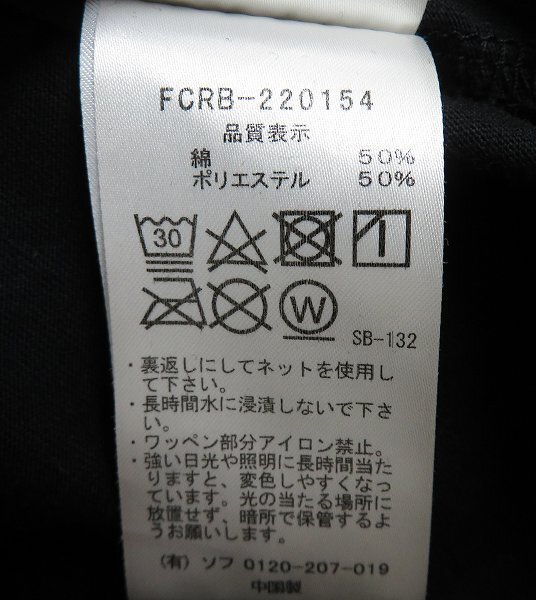 FCRB-220154
品質表示
綿 50%
ポリエステル 50%
30
W
SB-132
・裏返しにしてネットを使用し
て下さい。
・長時間水に浸漬しないで下さ
い。
・ワッペン部分アイロン禁止。
・強い日光や照明に長時間当た
りますと、変色しやすくなっ
ています。光の当たる場所に
放置せず、暗所で保管するよ
うお願いします。
(有) ソフ 0120-207-019
中国製